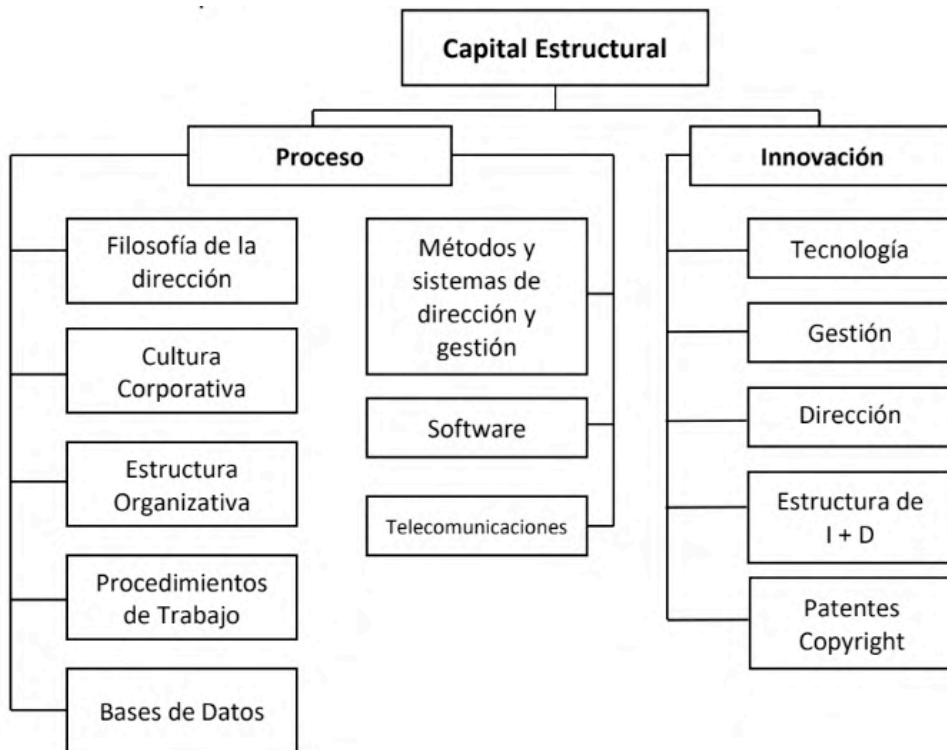 Capital Estructural
Proceso
Innovación
Filosofía de la
dirección
Cultura
Corporativa
Estructura
Organizativa
Procedimientos
de Trabajo
Bases de Datos
Métodos y
sistemas de
dirección y
gestión
Software
Telecomunicaciones
Tecnología
Gestión
Dirección
Estructura de
I + D
Patentes
Copyright